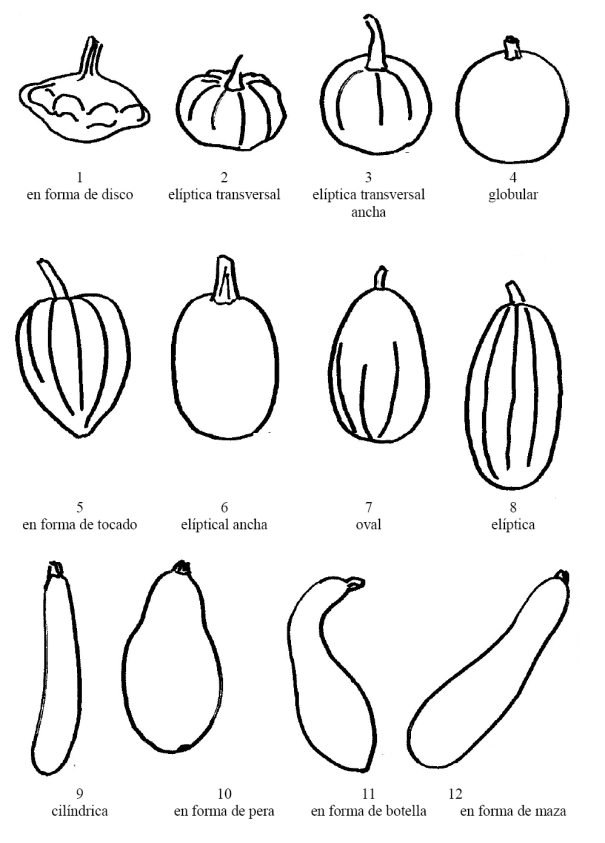 1 2 3 4
en forma de disco elíptica transversal elíptica transversal globular
ancha
5 6 7 8
en forma de tocado elíptical ancha oval elíptica
9 10 11 12
cilíndrica en forma de pera en forma de botella en forma de maza